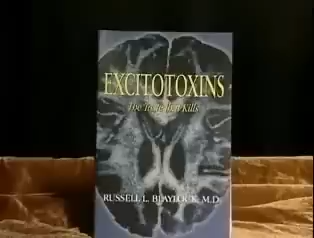 EXCITOTOXINS
The Taste That Kills
RUSSELL L. BLAYLOCK, M.D.